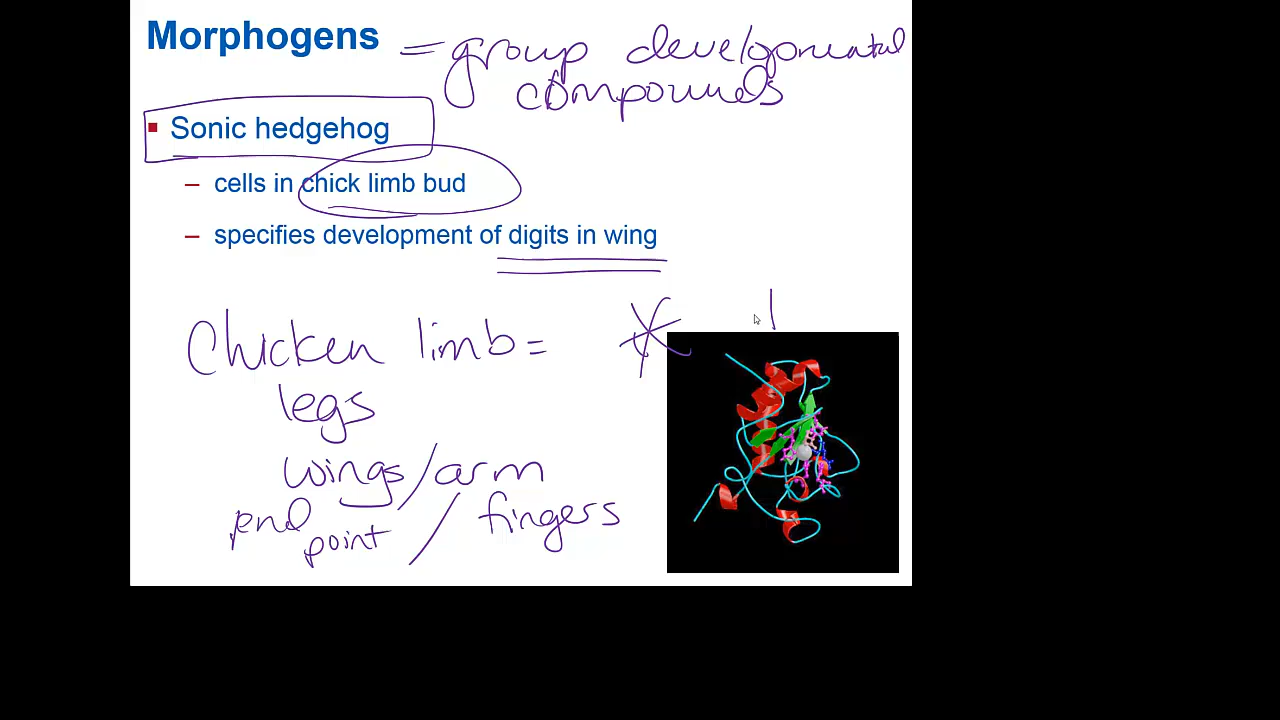 Morphogens = group developmental
compounds
▪ Sonic hedgehog
– cells in chick limb bud
– specifies development of digits in wing
Chicken limb =
legs
wings/arm
end point / fingers